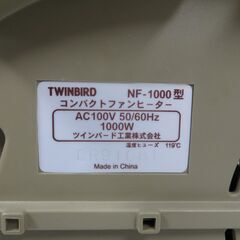 TWINBIRD NF-1000型
コンパクトファンヒーター
AC100V 50/60Hz
1000W
ツインバード工業株式会社
温度ヒューズ 119℃
Made in China